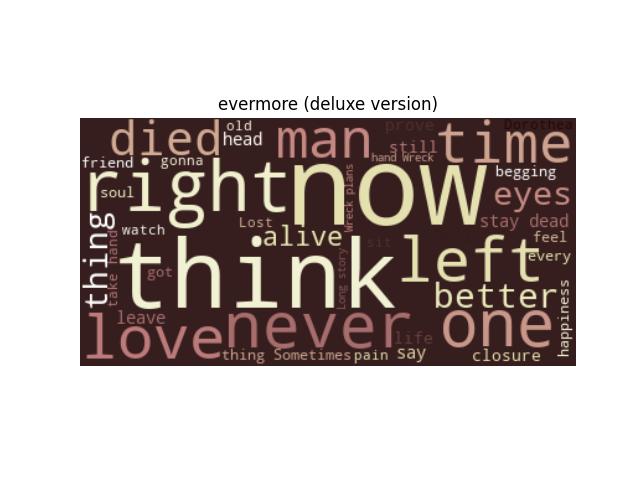 evermore (deluxe version)
died
old
head
man
prove
still
time
Dorothea
friend
gonna
hand Wreck
right
now
begging
soul
eyes
Wreck plans
thing
watch
Lost
alive
sit
stay dead
feel
take hand
got
think
Long story
left
every
better
happiness
love
leave
never
life
one
thing Sometimes
pain
say
closure